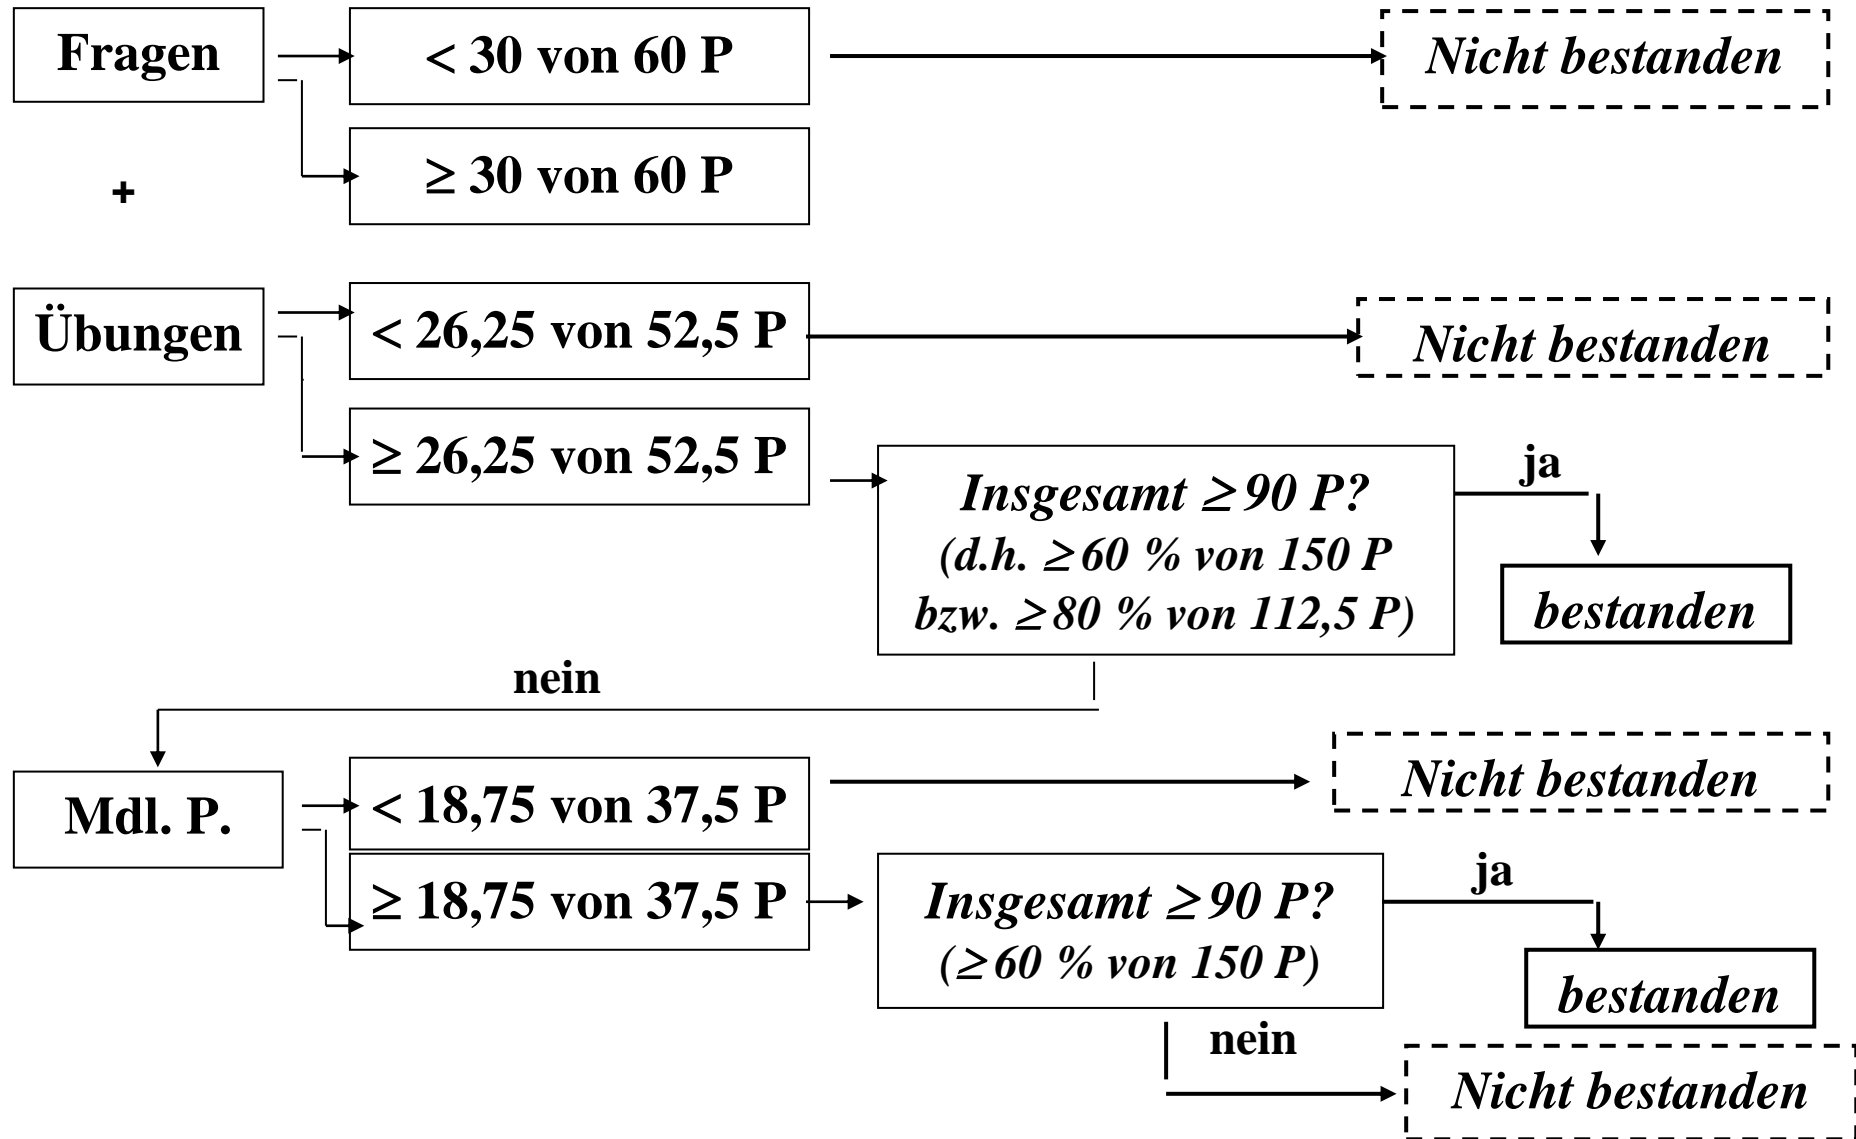 Fragen
< 30 von 60 P
Nicht bestanden
≥ 30 von 60 P
+
Übungen
< 26,25 von 52,5 P
Nicht bestanden
≥ 26,25 von 52,5 P
Insgesamt ≥ 90 P?
(d.h. ≥ 60 % von 150 P
bzw. ≥ 80 % von 112,5 P)
ja
bestanden
nein
Mdl. P.
< 18,75 von 37,5 P
Nicht bestanden
≥ 18,75 von 37,5 P
Insgesamt ≥ 90 P?
(≥ 60 % von 150 P)
ja
bestanden
nein
Nicht bestanden